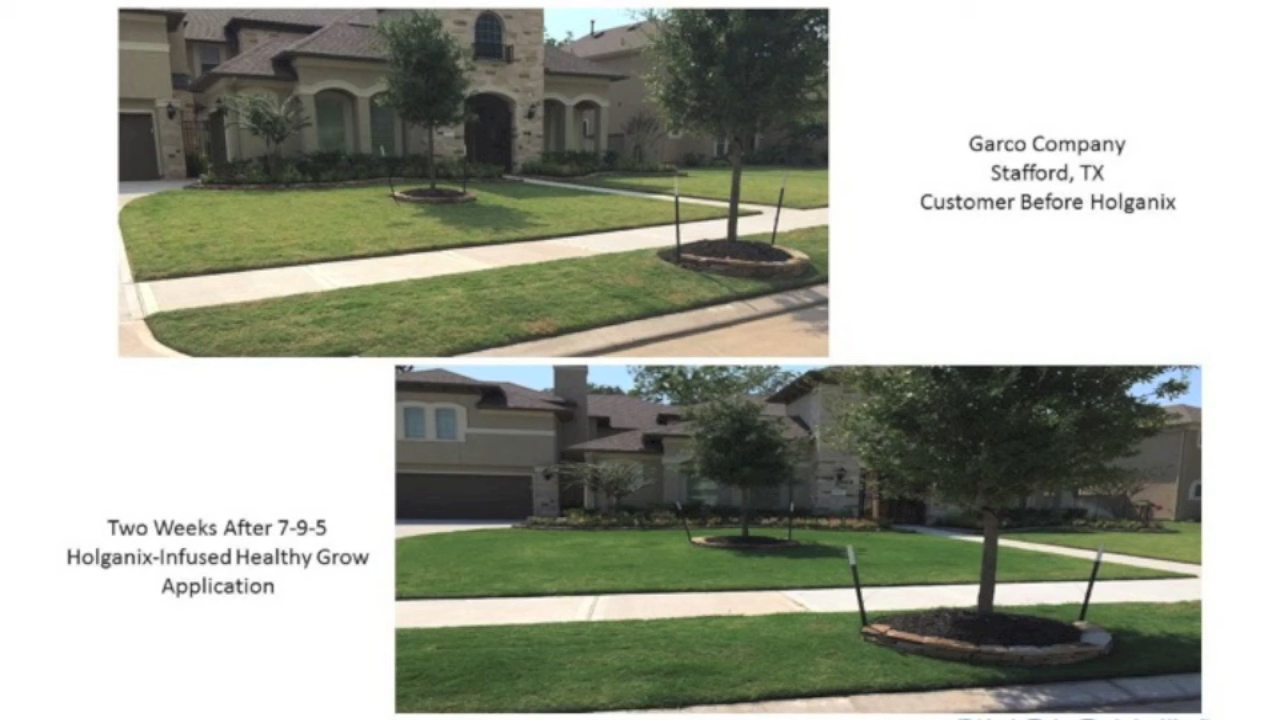 Garco Company
Stafford, TX
Customer Before Holganix
Two Weeks After 7-9-5
Holganix-Infused Healthy Grow
Application